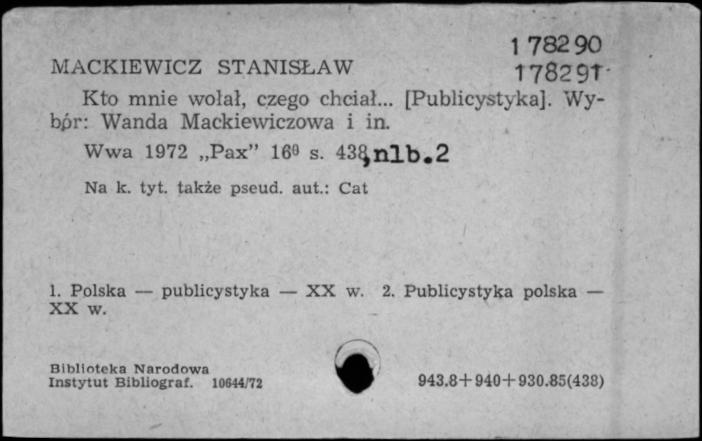 178290
MACKIEWICZ STANISŁAW
178291
Kto mnie wołał, czego chciał... [Publicystyka]. Wy-
bór: Wanda Mackiewiczowa i in.
Wwa 1972 „Pax” 16⁰ s. 438, nlb. 2
Na k. tyt. także pseud. aut.: Cat
1. Polska — publicystyka — XX w. 2. Publicystyka polska —
XX w.
Biblioteka Narodowa
Instytut Bibliograf. 10644/72
943.8+940+930.85(438)